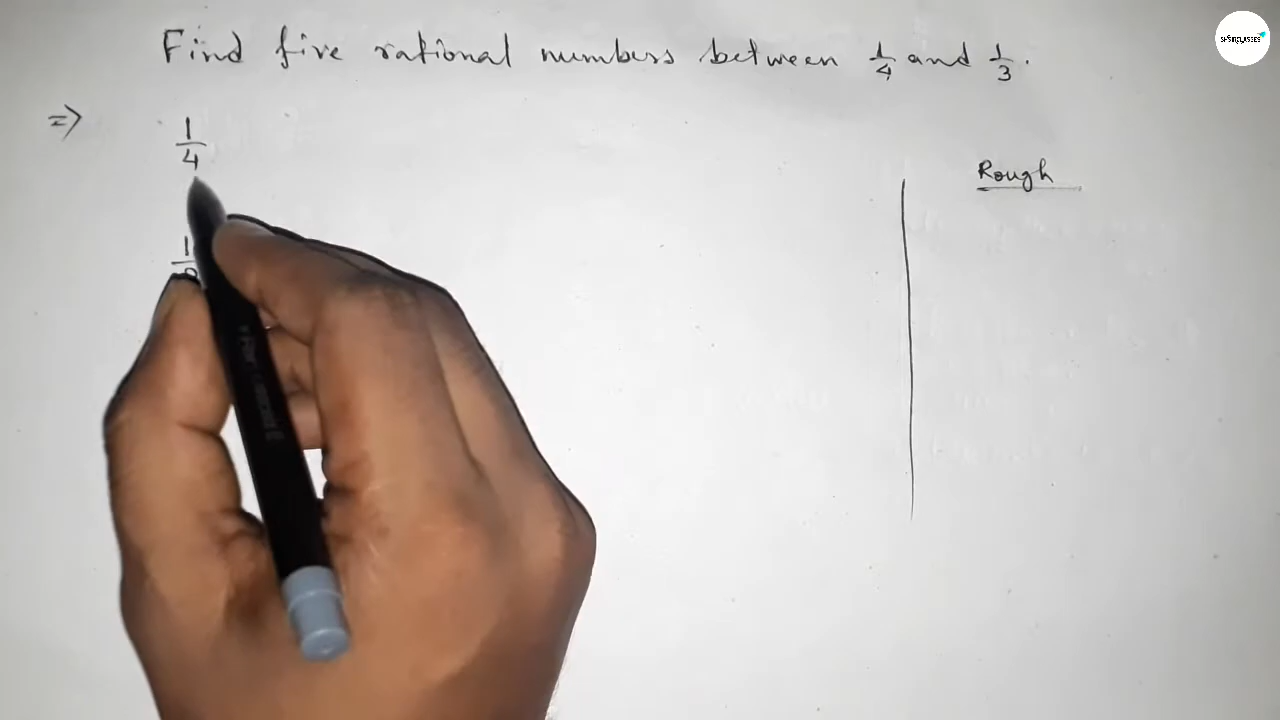 Find five rational numbers between 1/4 and 1/3.
=> 1/4
Rough